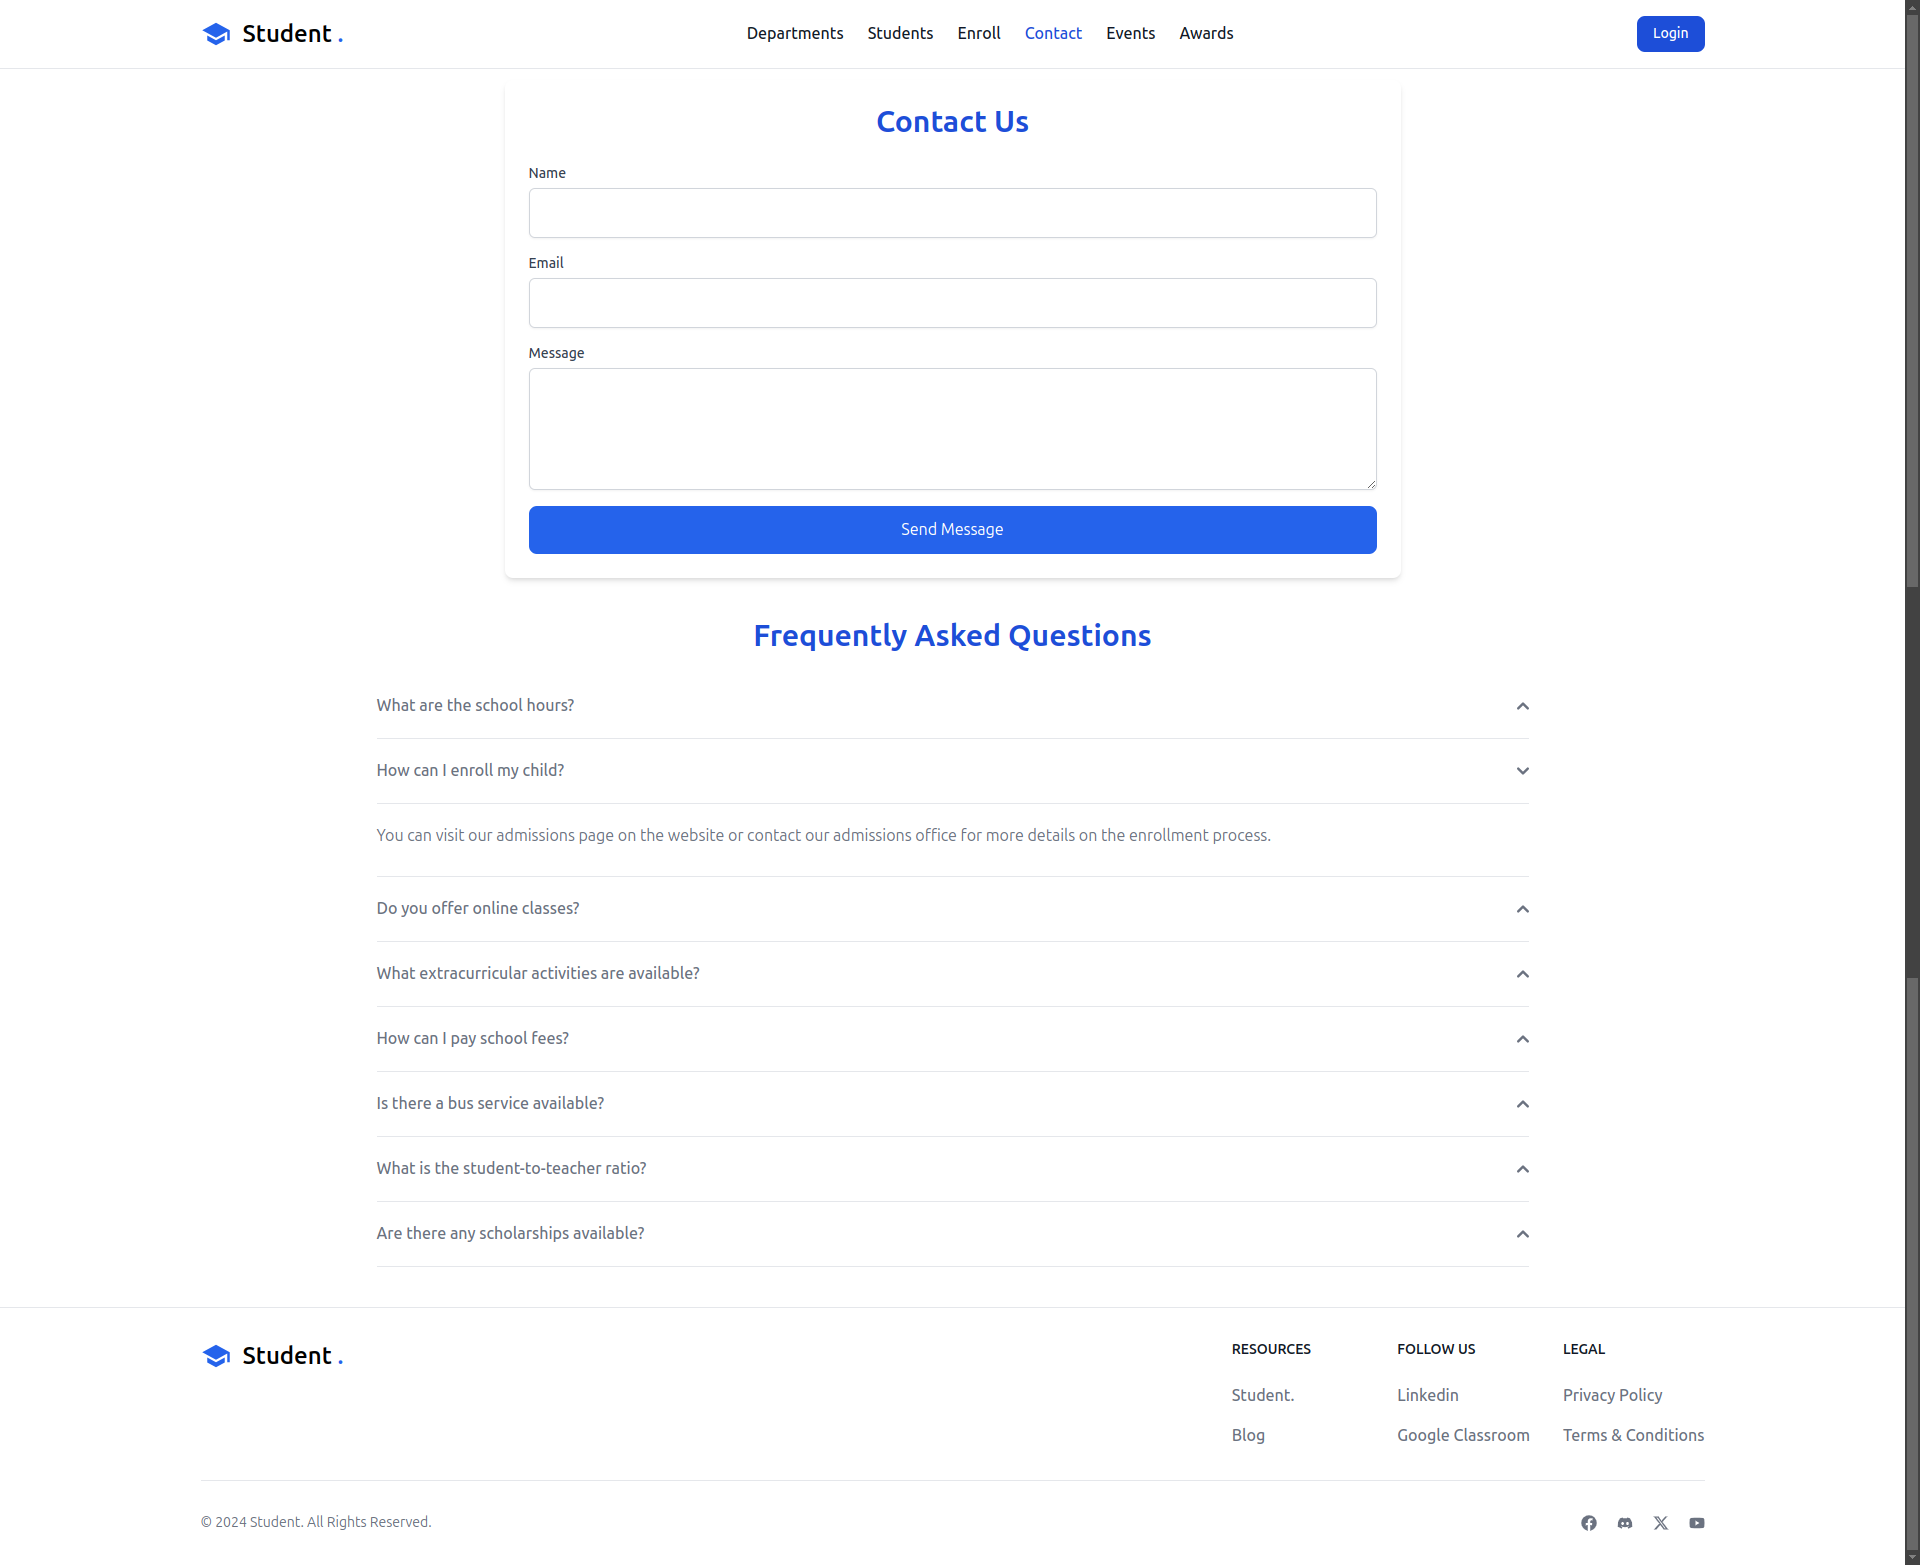 Student .
Departments Students Enroll Contact Events Awards
Login
Contact Us
Name
Email
Message
Send Message
Frequently Asked Questions
What are the school hours?
How can I enroll my child?
You can visit our admissions page on the website or contact our admissions office for more details on the enrollment process.
Do you offer online classes?
What extracurricular activities are available?
How can I pay school fees?
Is there a bus service available?
What is the student-to-teacher ratio?
Are there any scholarships available?
Student .
RESOURCES
Student.
Blog
FOLLOW US
Linkedin
Google Classroom
LEGAL
Privacy Policy
Terms & Conditions
© 2024 Student. All Rights Reserved.